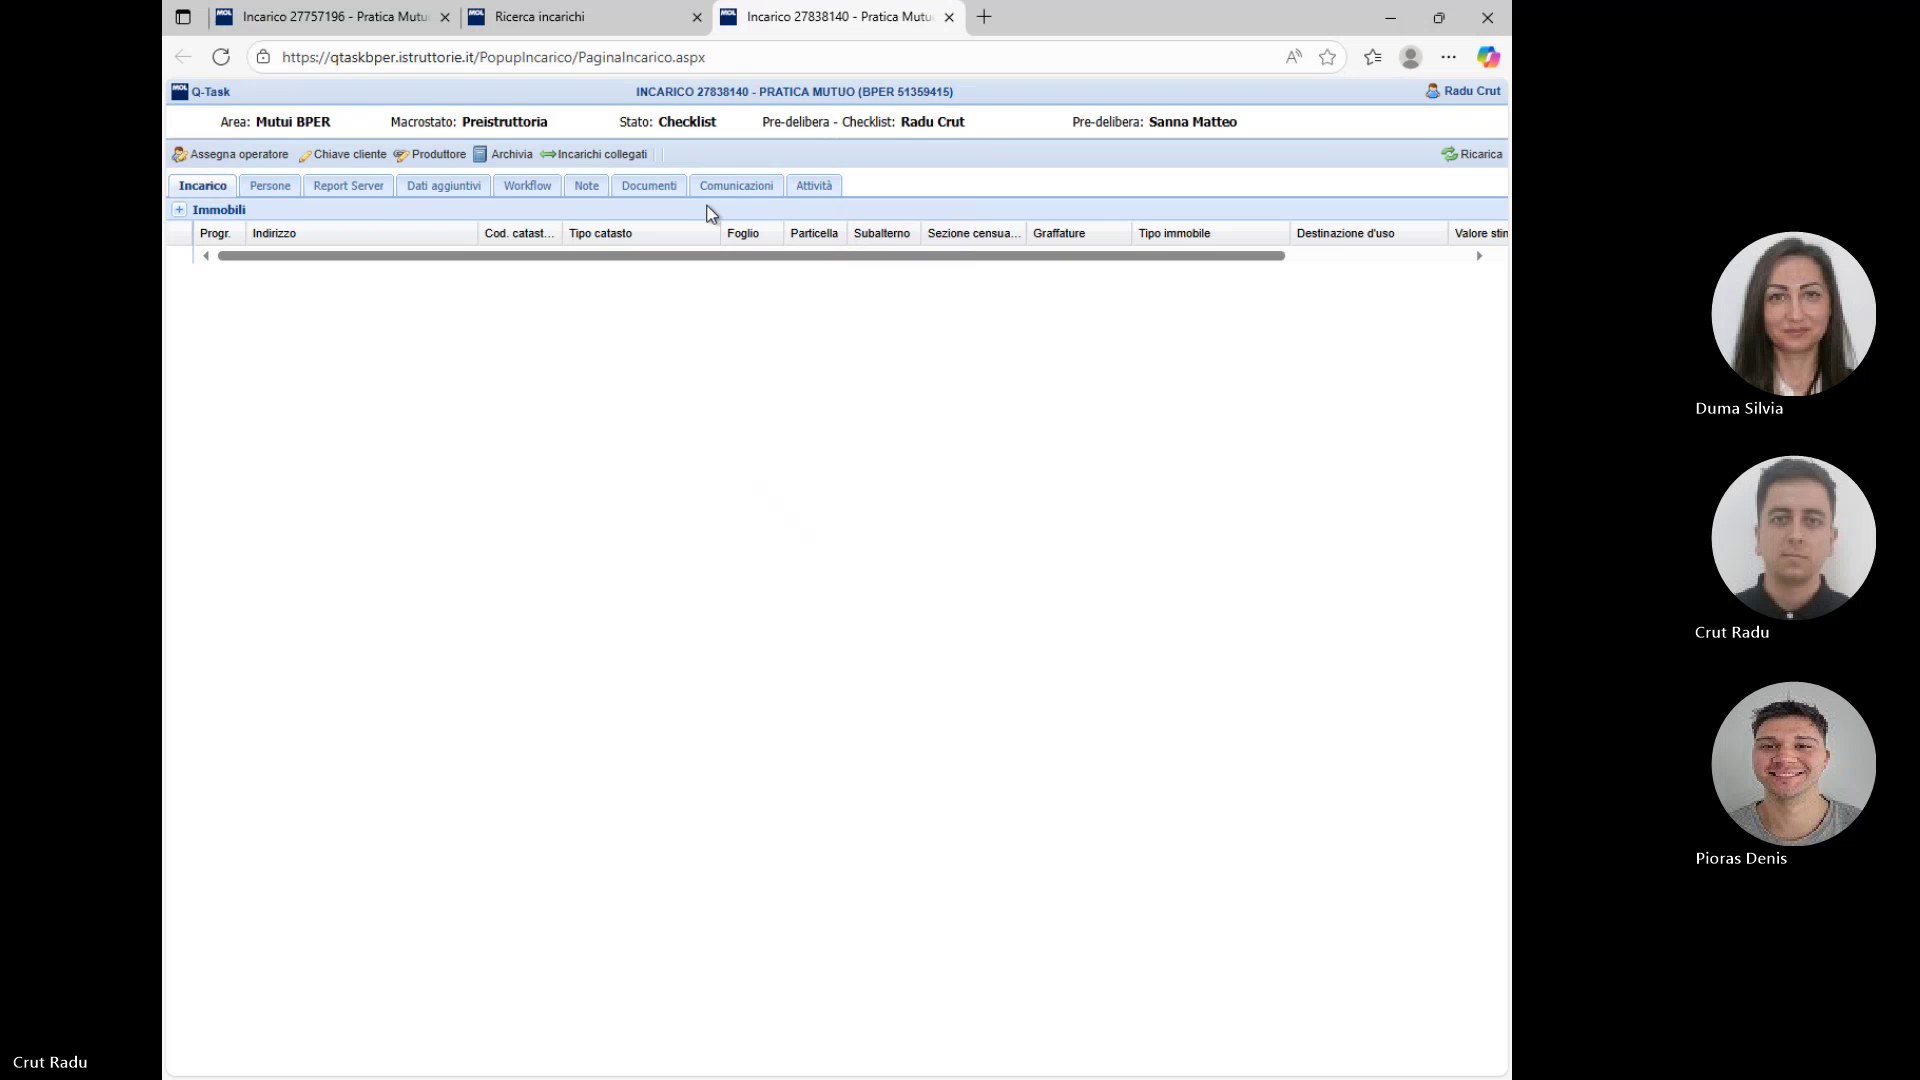 Incarico 27757196 - Pratica Mutu
Ricerca incarichi
Incarico 27838140 - Pratica Mutu
https://qtaskbper.istruttorie.it/PopupIncarico/PaginaIncarico.aspx
MOL Q-Task
INCARICO 27838140 - PRATICA MUTUO (BPER 51359415)
Radu Crut
Area: Mutui BPER
Macrostato: Preistruttoria
Stato: Checklist
Pre-delibera - Checklist: Radu Crut
Pre-delibera: Sanna Matteo
Assegna operatore
Chiave cliente
Produttore
Archivia
Incarichi collegati
Ricarica
Incarico
Persone
Report Server
Dati aggiuntivi
Workflow
Note
Documenti
Comunicazioni
Attività
Immobili
Progr.
Indirizzo
Cod. catast...
Tipo catasto
Foglio
Particella
Subalterno
Sezione censua...
Graffature
Tipo immobile
Destinazione d'uso
Valore stin
Duma Silvia
Crut Radu
Pioras Denis
Crut Radu